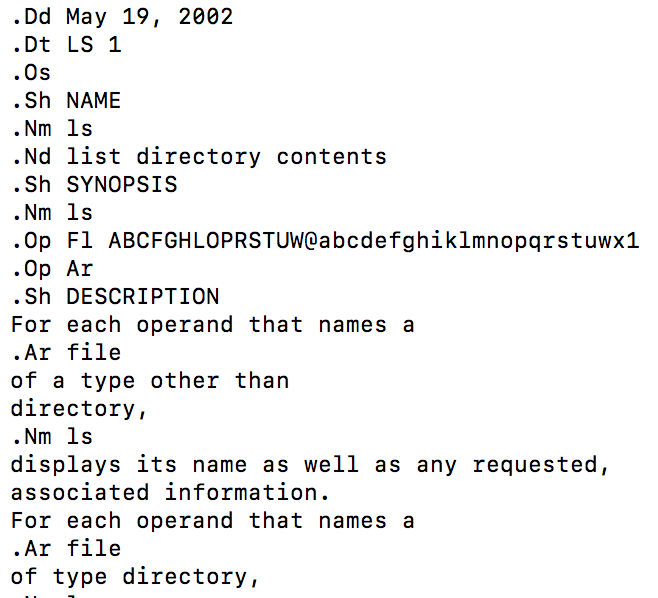 .Dd May 19, 2002
.Dt LS 1
.Os
.Sh NAME
.Nm ls
.Nd list directory contents
.Sh SYNOPSIS
.Nm ls
.Op Fl ABCFGHLOPRSTUW@abcdefghiklmnopqrstuwx1
.Op Ar
.Sh DESCRIPTION
For each operand that names a
.Ar file
of a type other than
directory,
.Nm ls
displays its name as well as any requested,
associated information.
For each operand that names a
.Ar file
of type directory,